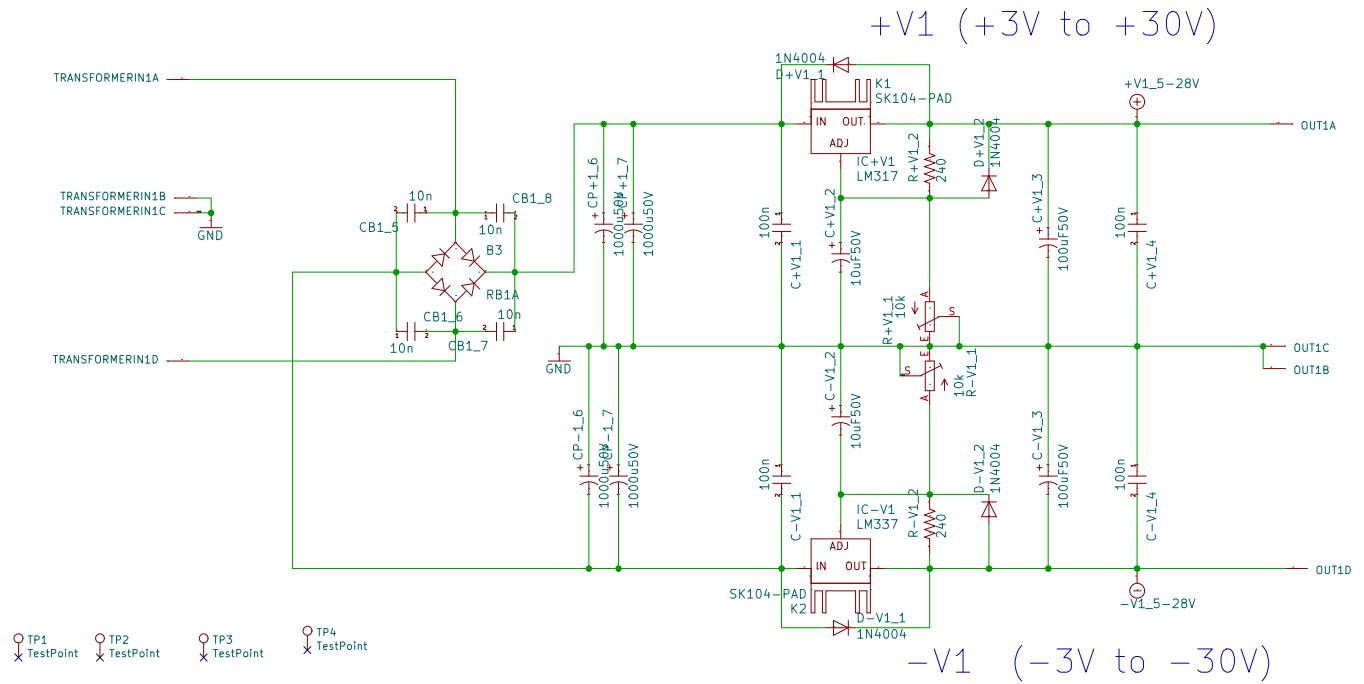 +V1 (+3V to +30V)
1N4004
D+V1_1
K1
SK104-PAD
TRANSFORMERIN1A
+V1_5-28V
IN
OUT
ADJ
OUT1A
IC+V1
LM317
R+V1_2
240
D+V1_2
1N4004
CP+1_6
1000u50V
CP+1_7
1000u50V
TRANSFORMERIN1B
TRANSFORMERIN1C
GND
10n
CB1_5
CB1_8
10n
B3
RB1A
CB1_6
10n
10n
CB1_7
100n
C+V1_1
C+V1_2
10uF50V
C+V1_3
100uF50V
100n
C+V1_4
R+V1_1
10k
A
S
E
TRANSFORMERIN1D
GND
OUT1C
OUT1B
E
S
10k
R-V1_1
A
C-V1_2
10uF50V
CP-1_6
1000u50V
CP-1_7
1000u50V
100n
C-V1_1
C-V1_3
100uF50V
100n
C-V1_4
D-V1_2
1N4004
R-V1_2
240
IC-V1
LM337
ADJ
IN
OUT
OUT1D
SK104-PAD
K2
D-V1_1
1N4004
-V1_5-28V
TP1
TestPoint
TP2
TestPoint
TP3
TestPoint
TP4
TestPoint
-V1 (-3V to -30V)